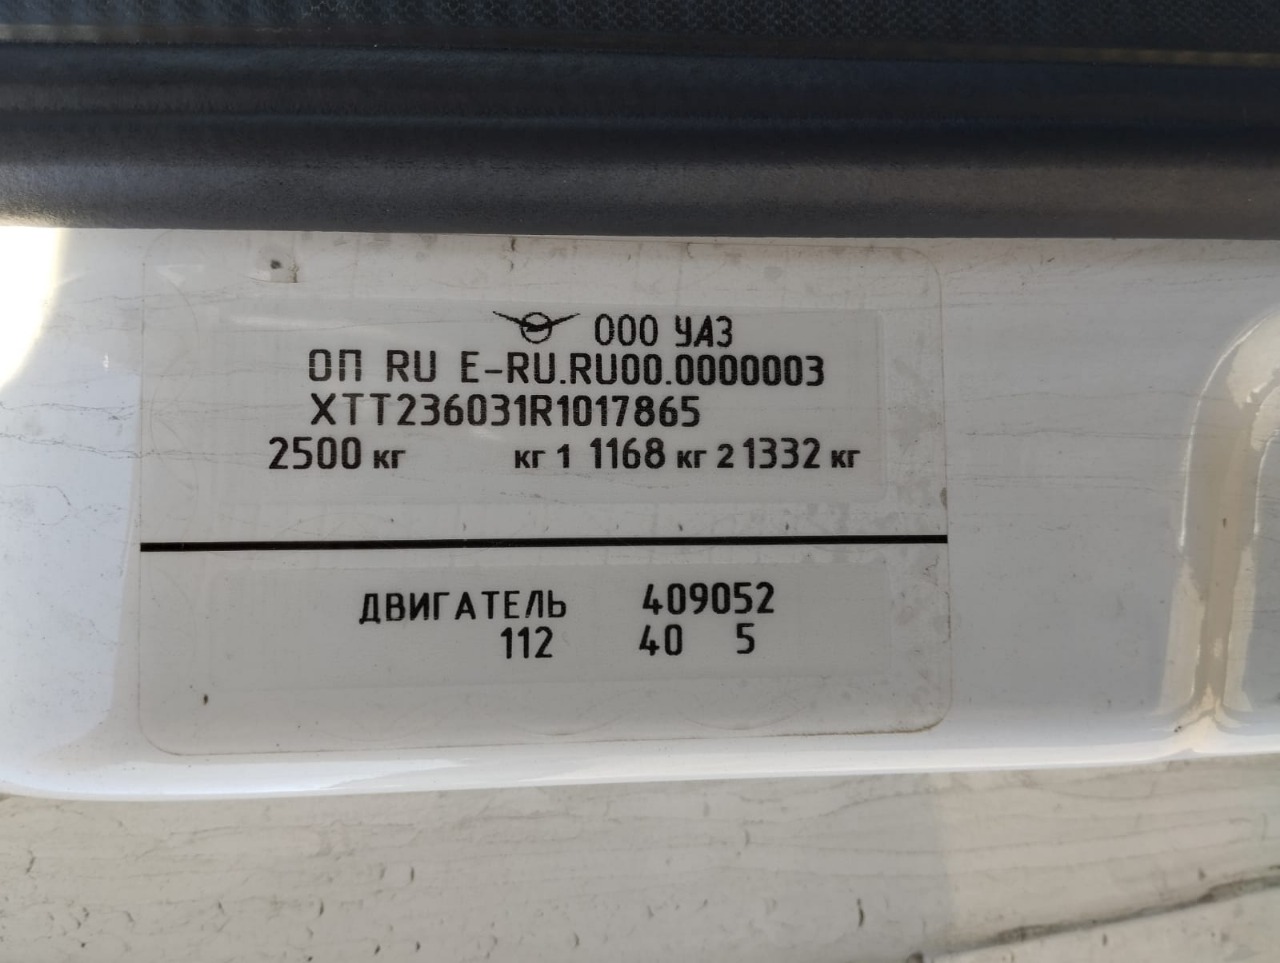 ООО УАЗ
ОП RU E-RU.RU00.0000003
XTT236031R1017865
2500 кг кг 1 1168 кг 2 1332 кг
ДВИГАТЕЛЬ 409052
112 40 5